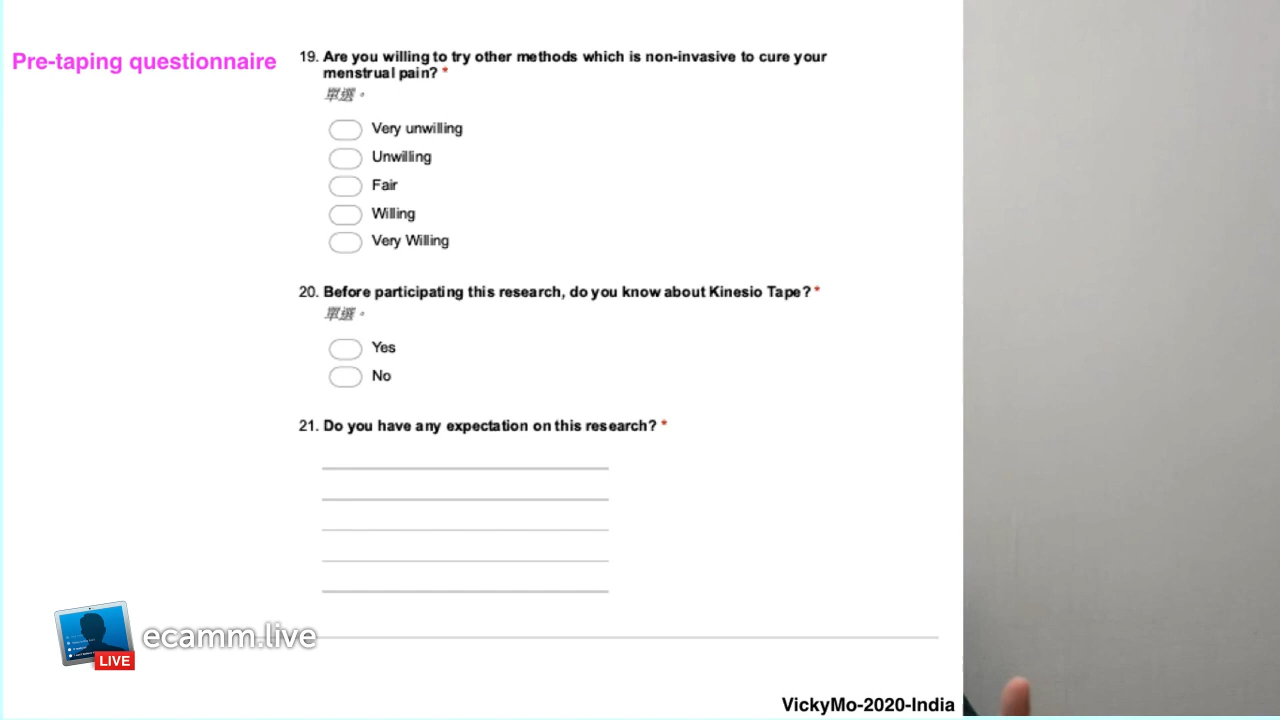 Pre-taping questionnaire
19. Are you willing to try other methods which is non-invasive to cure your
menstrual pain? *
單選。
Very unwilling
Unwilling
Fair
Willing
Very Willing
20. Before participating this research, do you know about Kinesio Tape? *
單選。
Yes
No
21. Do you have any expectation on this research? *
ecamm.live
LIVE
VickyMo-2020-India